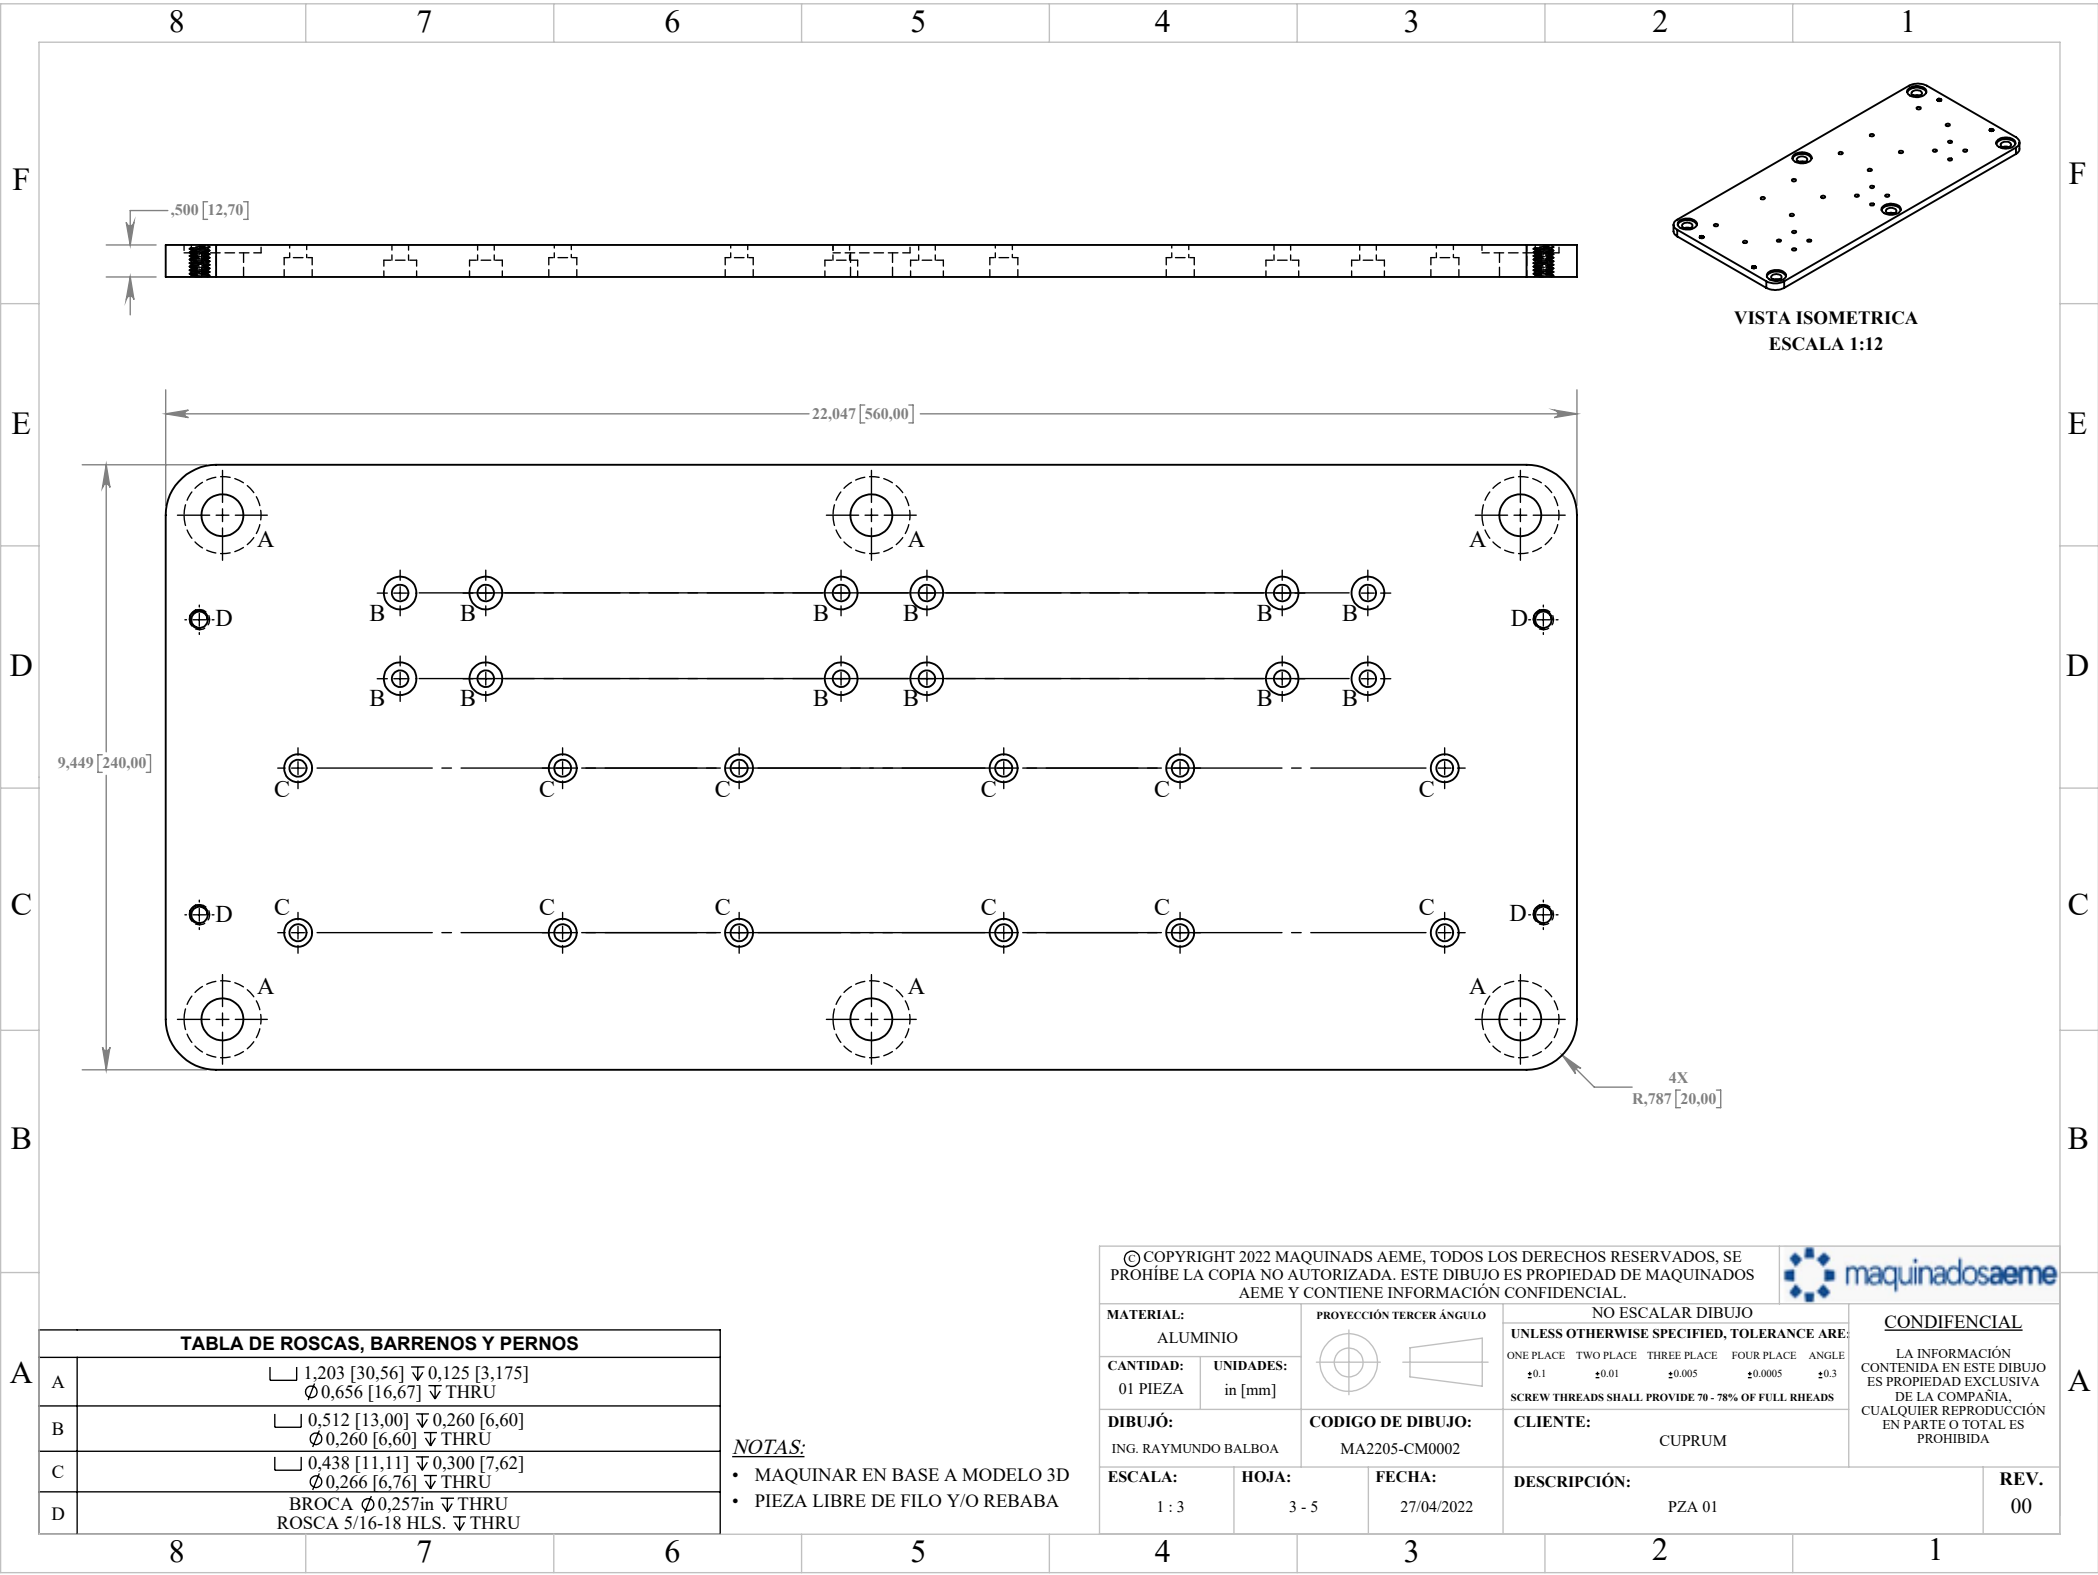 8 7 6 5 4 3 2 1
F F
,500 [12,70]
VISTA ISOMETRICA
ESCALA 1:12
E E
22,047 [560,00]
A A A
B B B B B B
D D
D D
B B B B B B
9,449 [240,00]
C C C C C C
C C
D C C C C C C D
A A A
4X
R,787 [20,00]
B B
©COPYRIGHT 2022 MAQUINADS AEME, TODOS LOS DERECHOS RESERVADOS, SE
PROHÍBE LA COPIA NO AUTORIZADA. ESTE DIBUJO ES PROPIEDAD DE MAQUINADOS
AEME Y CONTIENE INFORMACIÓN CONFIDENCIAL.
maquinadosaeme
MATERIAL:
ALUMINIO
PROYECCIÓN TERCER ÁNGULO
NO ESCALAR DIBUJO
UNLESS OTHERWISE SPECIFIED, TOLERANCE ARE:
ONE PLACE TWO PLACE THREE PLACE FOUR PLACE ANGLE
±0.1 ±0.01 ±0.005 ±0.0005 ±0.3
SCREW THREADS SHALL PROVIDE 70 - 78% OF FULL RHEADS
CONDIFENCIAL
LA INFORMACIÓN
CONTENIDA EN ESTE DIBUJO
ES PROPIEDAD EXCLUSIVA
DE LA COMPAÑIA,
CUALQUIER REPRODUCCIÓN
EN PARTE O TOTAL ES
PROHIBIDA
CANTIDAD: UNIDADES:
01 PIEZA in [mm]
DIBUJÓ:
ING. RAYMUNDO BALBOA
CODIGO DE DIBUJO:
MA2205-CM0002
CLIENTE:
CUPRUM
ESCALA: HOJA: FECHA:
1 : 3 3 - 5 27/04/2022
DESCRIPCIÓN:
PZA 01
REV.
00
A A
TABLA DE ROSCAS, BARRENOS Y PERNOS
A ⌴ 1,203 [30,56] ↧ 0,125 [3,175]
⌀ 0,656 [16,67] ↧ THRU
B ⌴ 0,512 [13,00] ↧ 0,260 [6,60]
⌀ 0,260 [6,60] ↧ THRU
C ⌴ 0,438 [11,11] ↧ 0,300 [7,62]
⌀ 0,266 [6,76] ↧ THRU
D BROCA ⌀ 0,257in ↧ THRU
ROSCA 5/16-18 HLS. ↧ THRU
NOTAS:
• MAQUINAR EN BASE A MODELO 3D
• PIEZA LIBRE DE FILO Y/O REBABA
8 7 6 5 4 3 2 1